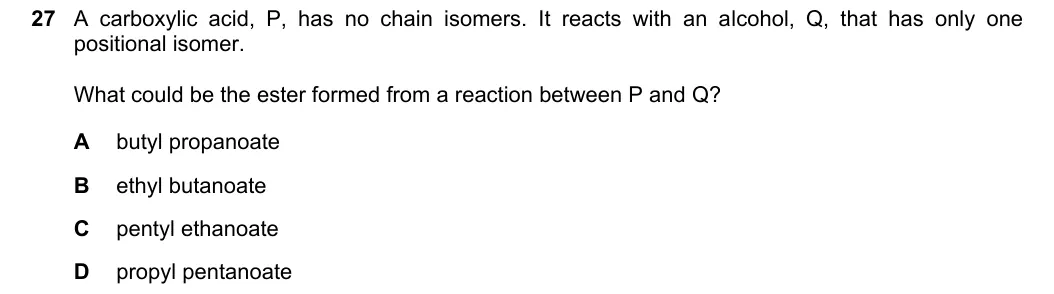 27 A carboxylic acid, P, has no chain isomers. It reacts with an alcohol, Q, that has only one
positional isomer.
What could be the ester formed from a reaction between P and Q?
A butyl propanoate
B ethyl butanoate
C pentyl ethanoate
D propyl pentanoate